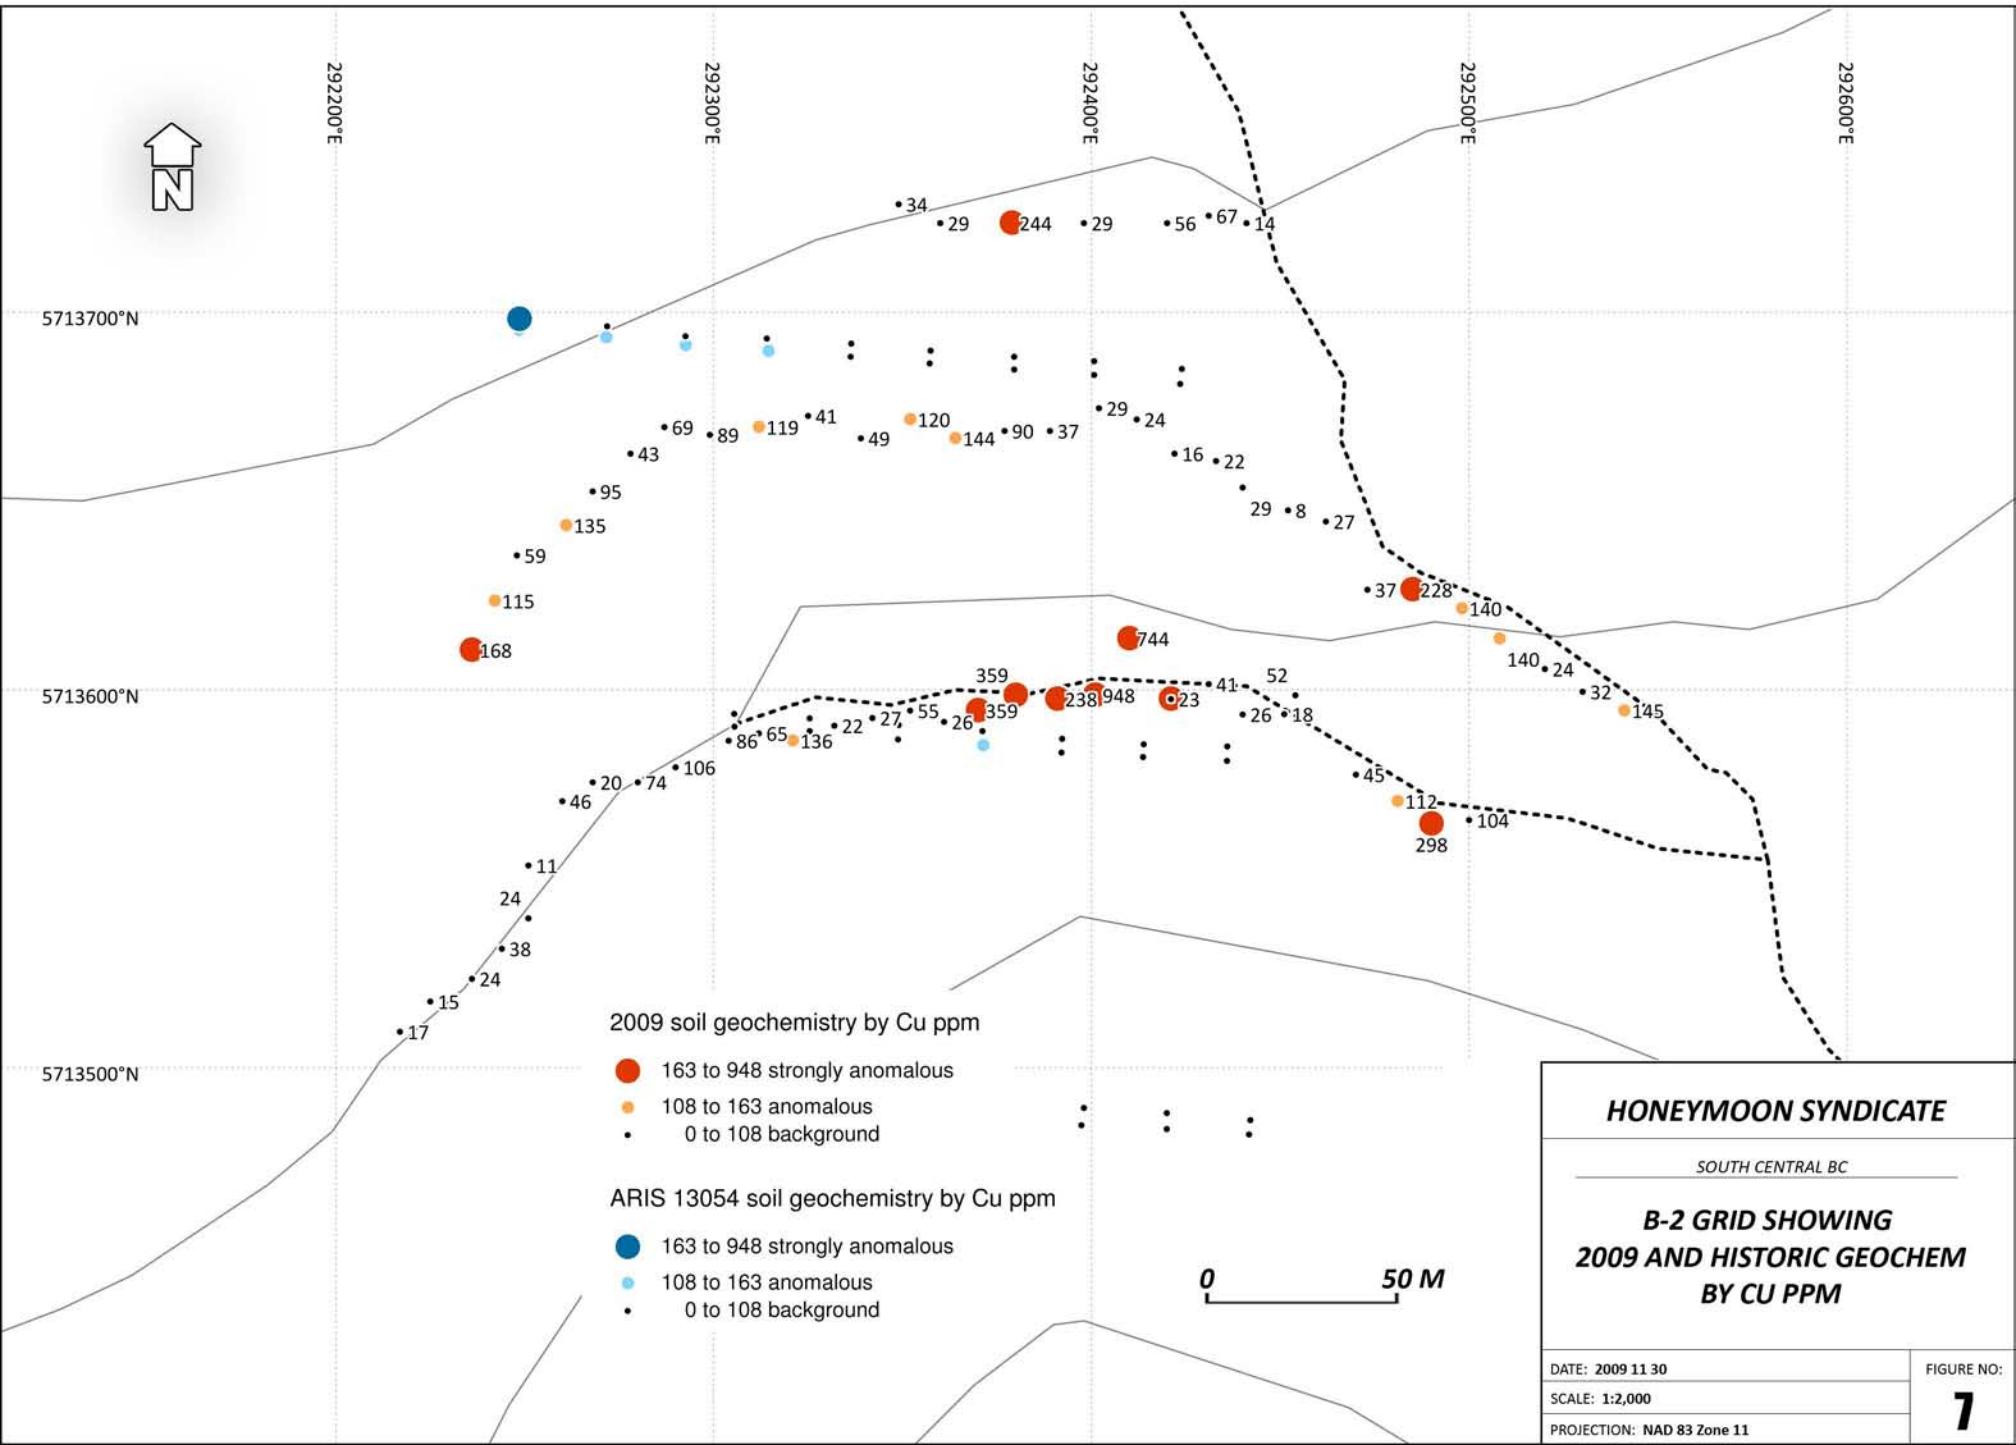 292200°E
292300°E
292400°E
292500°E
292600°E
N
34
29
244
29
56
67
14
5713700°N
29
24
41
120
69
89
119
49
144
90
37
16
22
43
95
29
8
27
135
59
115
37
228
140
168
744
140
24
5713600°N
359
52
32
359
238
948
23
41
145
55
26
26
18
27
22
86
65
136
106
20
74
46
45
112
104
298
11
24
38
24
15
17
2009 soil geochemistry by Cu ppm
163 to 948 strongly anomalous
108 to 163 anomalous
0 to 108 background
5713500°N
ARIS 13054 soil geochemistry by Cu ppm
163 to 948 strongly anomalous
108 to 163 anomalous
0 to 108 background
0 50 M
HONEYMOON SYNDICATE
SOUTH CENTRAL BC
B-2 GRID SHOWING
2009 AND HISTORIC GEOCHEM
BY CU PPM
DATE: 2009 11 30
SCALE: 1:2,000
PROJECTION: NAD 83 Zone 11
FIGURE NO:
7